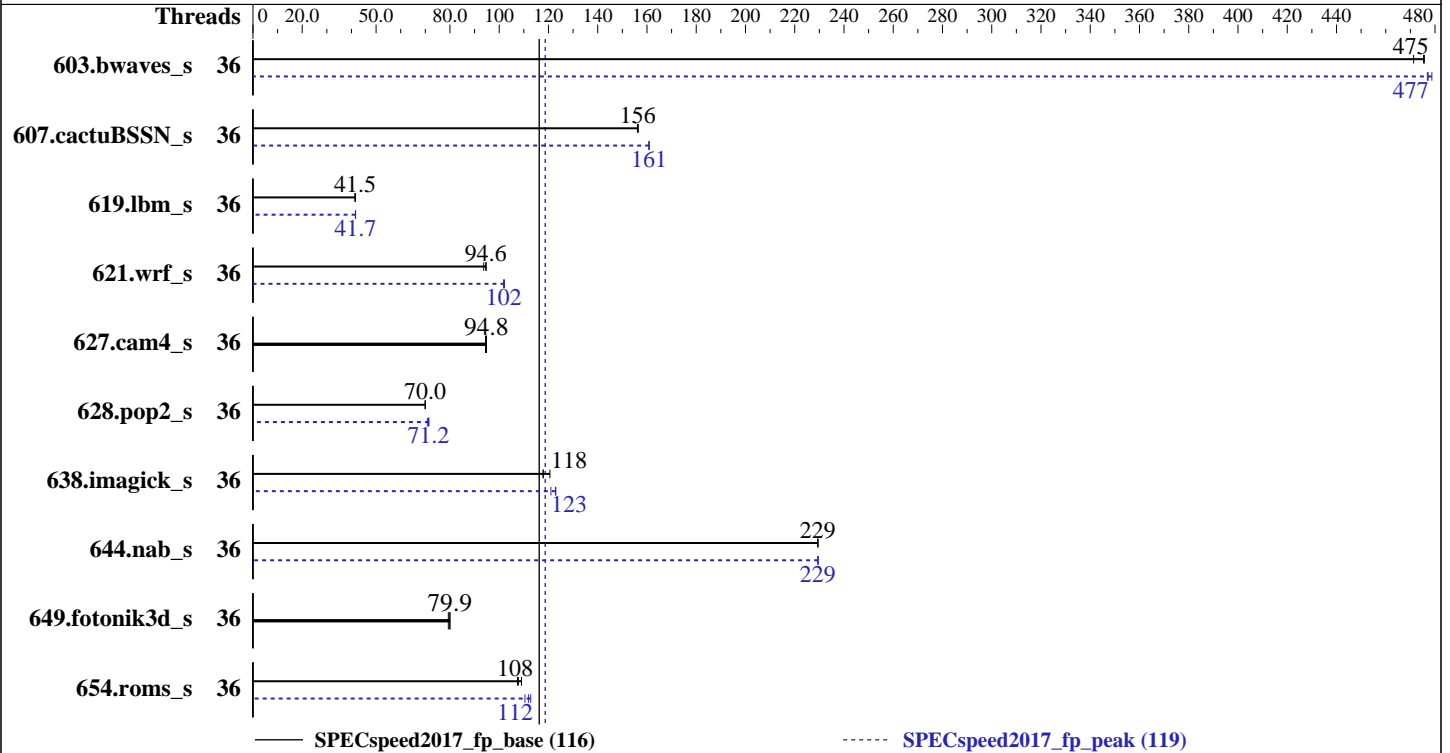 Threads 0 20.0 50.0 80.0 100 120 140 160 180 200 220 240 260 280 300 320 340 360 380 400 420 440 480
475
603.bwaves_s 36
477
156
607.cactuBSSN_s 36
161
41.5
619.lbm_s 36
41.7
94.6
621.wrf_s 36
102
94.8
627.cam4_s 36
70.0
628.pop2_s 36
71.2
118
638.imagick_s 36
123
229
644.nab_s 36
229
79.9
649.fotonik3d_s 36
108
654.roms_s 36
112
SPECspeed2017_fp_base (116) SPECspeed2017_fp_peak (119)